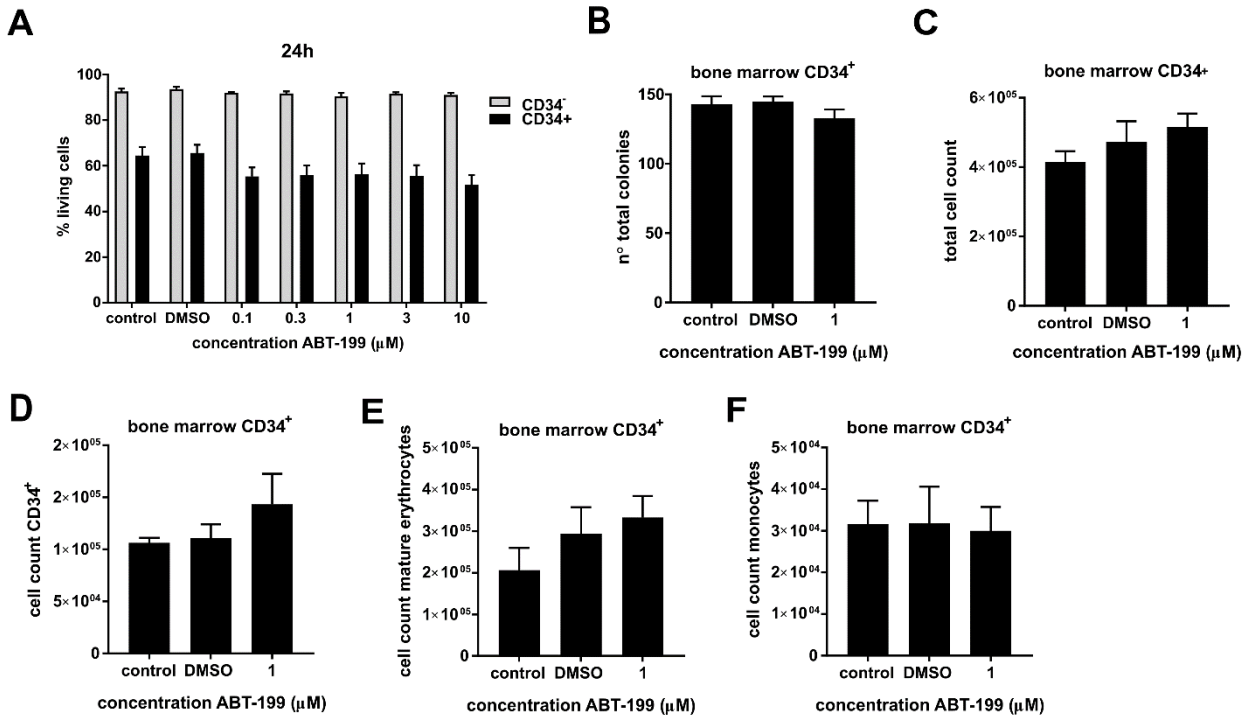 A
24h
100
80
60
40
20
0
% living cells
CD34-
CD34+
control DMSO 0.1 0.3 1 3 10
concentration ABT-199 (μM)
B
bone marrow CD34+
150
100
50
0
n° total colonies
control DMSO 1
concentration ABT-199 (μM)
C
bone marrow CD34+
6×10⁰⁵
4×10⁰⁵
2×10⁰⁵
0
total cell count
control DMSO 1
concentration ABT-199 (μM)
D
bone marrow CD34+
2×10⁰⁵
2×10⁰⁵
1×10⁰⁵
5×10⁰⁴
0
cell count CD34+
control DMSO 1
concentration ABT-199 (μM)
E
bone marrow CD34+
5×10⁰⁵
4×10⁰⁵
3×10⁰⁵
2×10⁰⁵
1×10⁰⁵
0
cell count mature erythrocytes
control DMSO 1
concentration ABT-199 (μM)
F
bone marrow CD34+
5×10⁰⁴
4×10⁰⁴
3×10⁰⁴
2×10⁰⁴
1×10⁰⁴
0
cell count monocytes
control DMSO 1
concentration ABT-199 (μM)